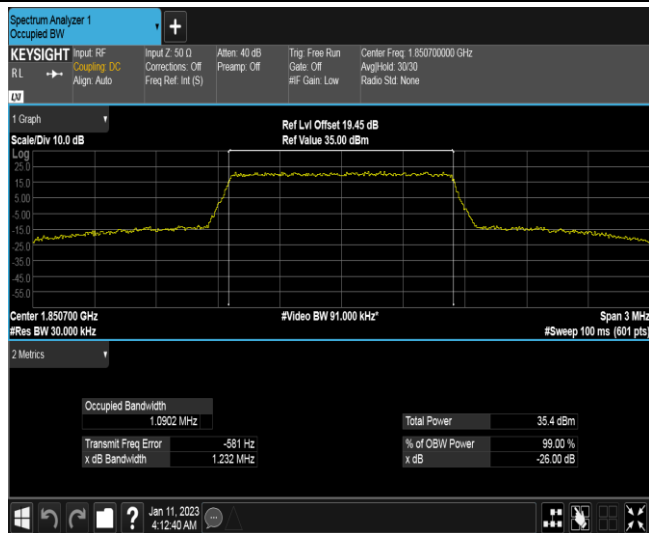 Spectrum Analyzer 1
Occupied BW
+
KEYSIGHT
RL
Input: RF
Coupling: DC
Align: Auto
Input Z: 50 Ω
Corrections: Off
Freq Ref: Int (S)
Atten: 40 dB
Preamp: Off
Trig: Free Run
Gate: Off
#IF Gain: Low
Center Freq: 1.850700000 GHz
Avg|Hold: 30/30
Radio Std: None
1 Graph
Scale/Div 10.0 dB
Ref Lvl Offset 19.45 dB
Ref Value 35.00 dBm
Log
25.0
15.0
5.00
-5.00
-15.0
-25.0
-35.0
-45.0
-55.0
Center 1.850700 GHz
#Res BW 30.000 kHz
#Video BW 91.000 kHz*
Span 3 MHz
#Sweep 100 ms (601 pts)
2 Metrics
Occupied Bandwidth
1.0902 MHz
Transmit Freq Error -581 Hz
x dB Bandwidth 1.232 MHz
Total Power 35.4 dBm
% of OBW Power 99.00 %
x dB -26.00 dB
?
Jan 11, 2023
4:12:40 AM